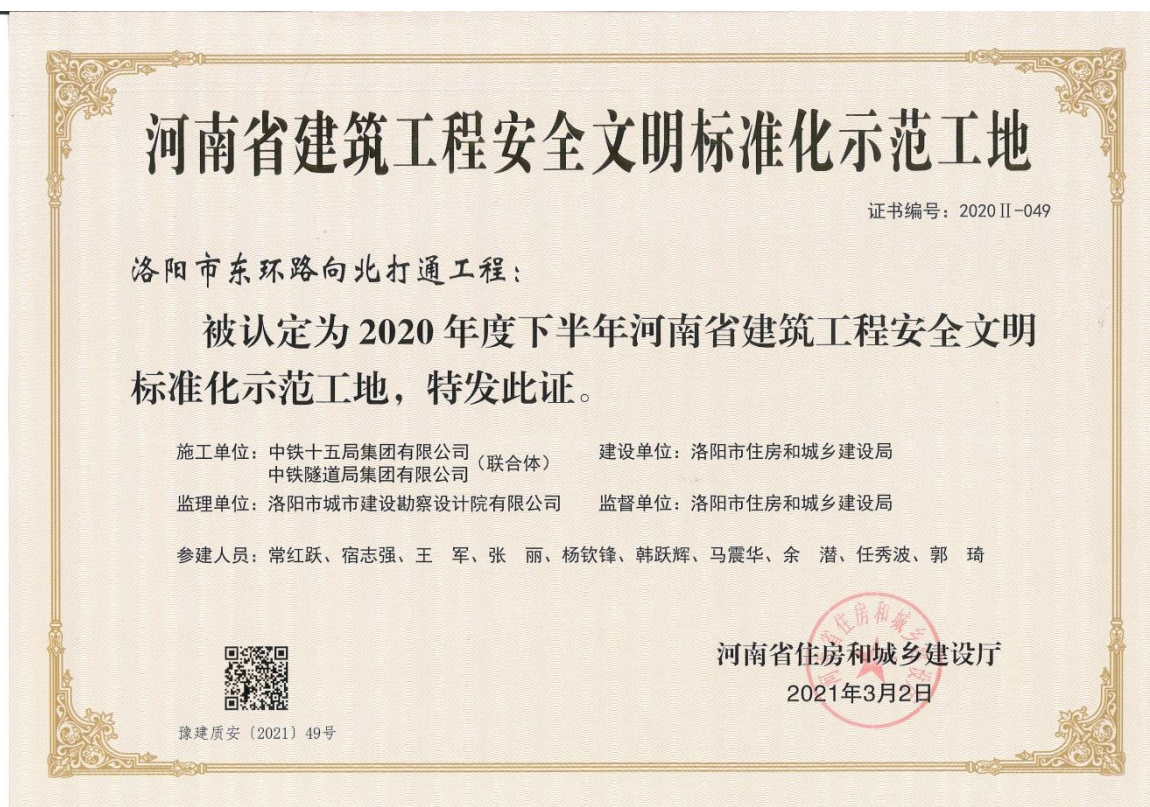 河南省建筑工程安全文明标准化示范工地
证书编号：2020Ⅱ-049
洛阳市东环路向北打通工程：
被认定为 2020 年度下半年河南省建筑工程安全文明
标准化示范工地，特发此证。
施工单位：中铁十五局集团有限公司
中铁隧道局集团有限公司
（联合体）
建设单位：洛阳市住房和城乡建设局
监理单位：洛阳市城市建设勘察设计院有限公司
监督单位：洛阳市住房和城乡建设局
参建人员：常红跃、宿志强、王　军、张　丽、杨钦锋、韩跃辉、马震华、余　潜、任秀波、郭　琦
河南省住房和城乡建设厅
2021年3月2日
豫建质安〔2021〕49号